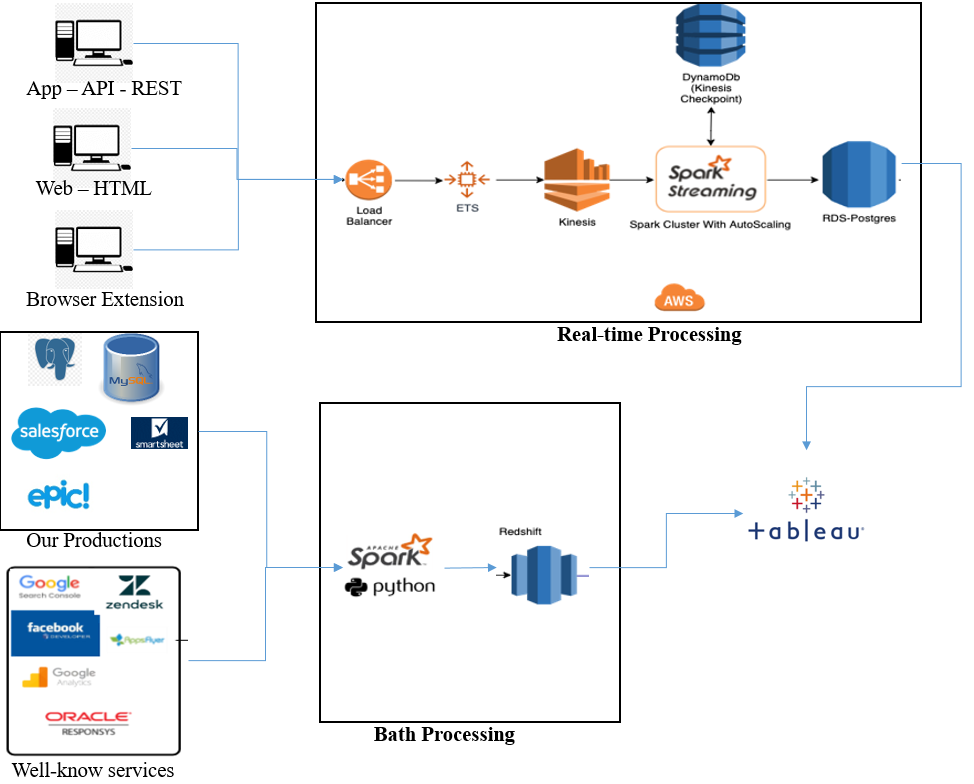 App – API - REST
Web – HTML
Browser Extension
DynamoDb
(Kinesis
Checkpoint)
Load
Balancer
ETS
Kinesis
Spark
Streaming
Spark Cluster With AutoScaling
RDS-Postgres
AWS
Real-time Processing
MySQL
salesforce
smartsheet
epic!
Our Productions
Google
Search Console
zendesk
facebook
DEVELOPER
AppsFlyer
Google
Analytics
ORACLE
RESPONSYS
Well-know services
APACHE
Spark
python
Redshift
Bath Processing
tableau